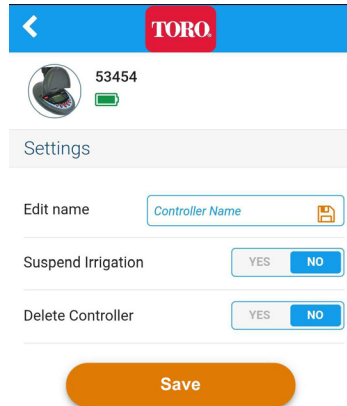 TORO.
53454
Settings
Edit name Controller Name
Suspend Irrigation YES NO
Delete Controller YES NO
Save